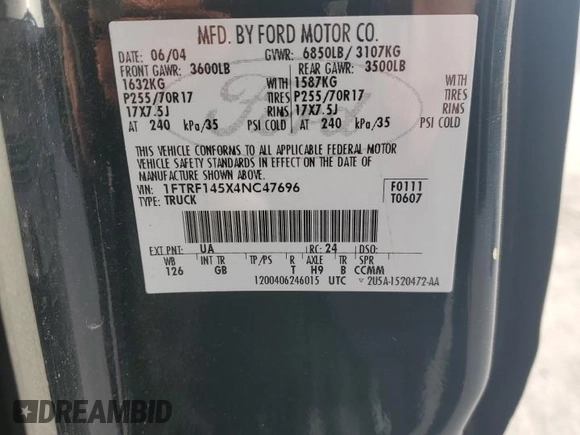 MFD. BY FORD MOTOR CO.
DATE: 06/04 GVWR: 6850LB/ 3107KG
FRONT GAWR: 3600LB REAR GAWR: 3500LB
1632KG WITH 1587KG WITH
P255/70R17 TIRES P255/70R17 TIRES
17X7.5J RIMS 17X7.5J RIMS
AT 240 kPa/35 PSI COLD AT 240 kPa/35 PSI COLD
Ford
THIS VEHICLE CONFORMS TO ALL APPLICABLE FEDERAL MOTOR
VEHICLE SAFETY STANDARDS IN EFFECT ON THE DATE OF
MANUFACTURE SHOWN ABOVE.
VIN: 1FTRF145X4NC47696 F0111
TYPE: TRUCK T0607
EXT PNT: UA RC: 24 DSO:
WB INT TR TP/PS R AXLE TR SPR
126 GB T H9 B CCMM
1200406246015 UTC 2U5A-1520472-AA
DREAMBID